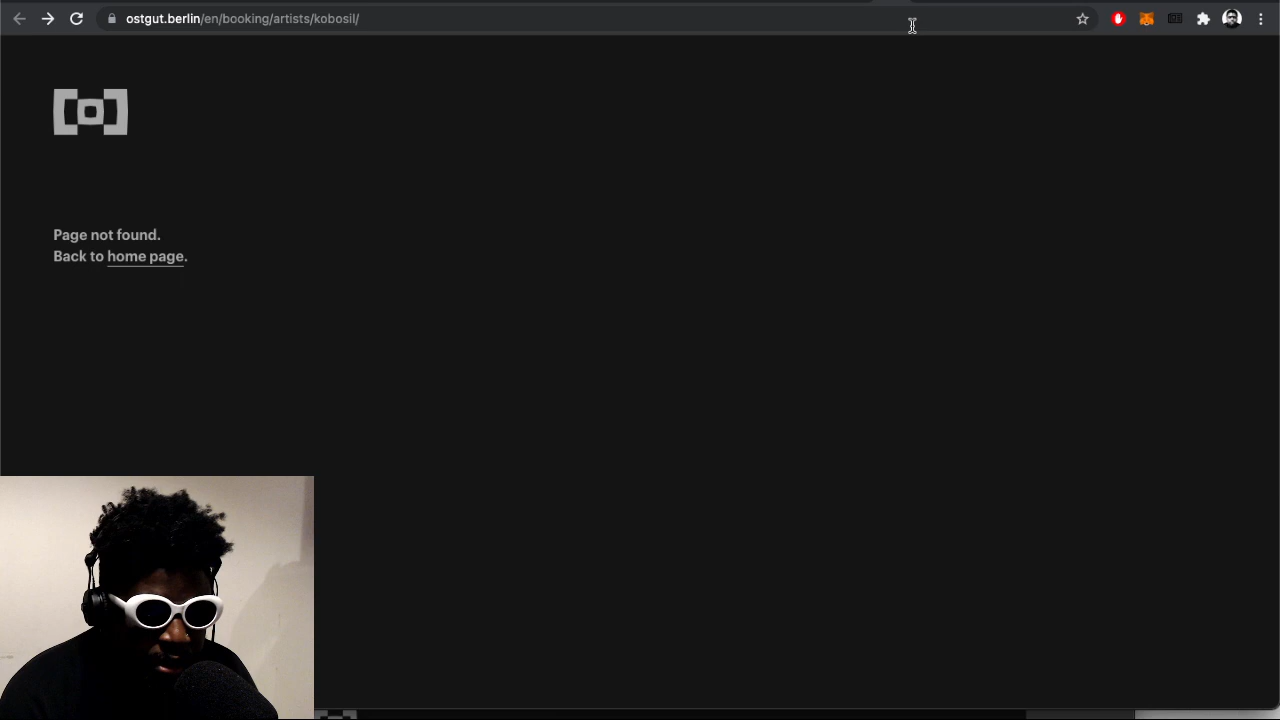 ostgut.berlin/en/booking/artists/kobosil/
Page not found.
Back to home page.